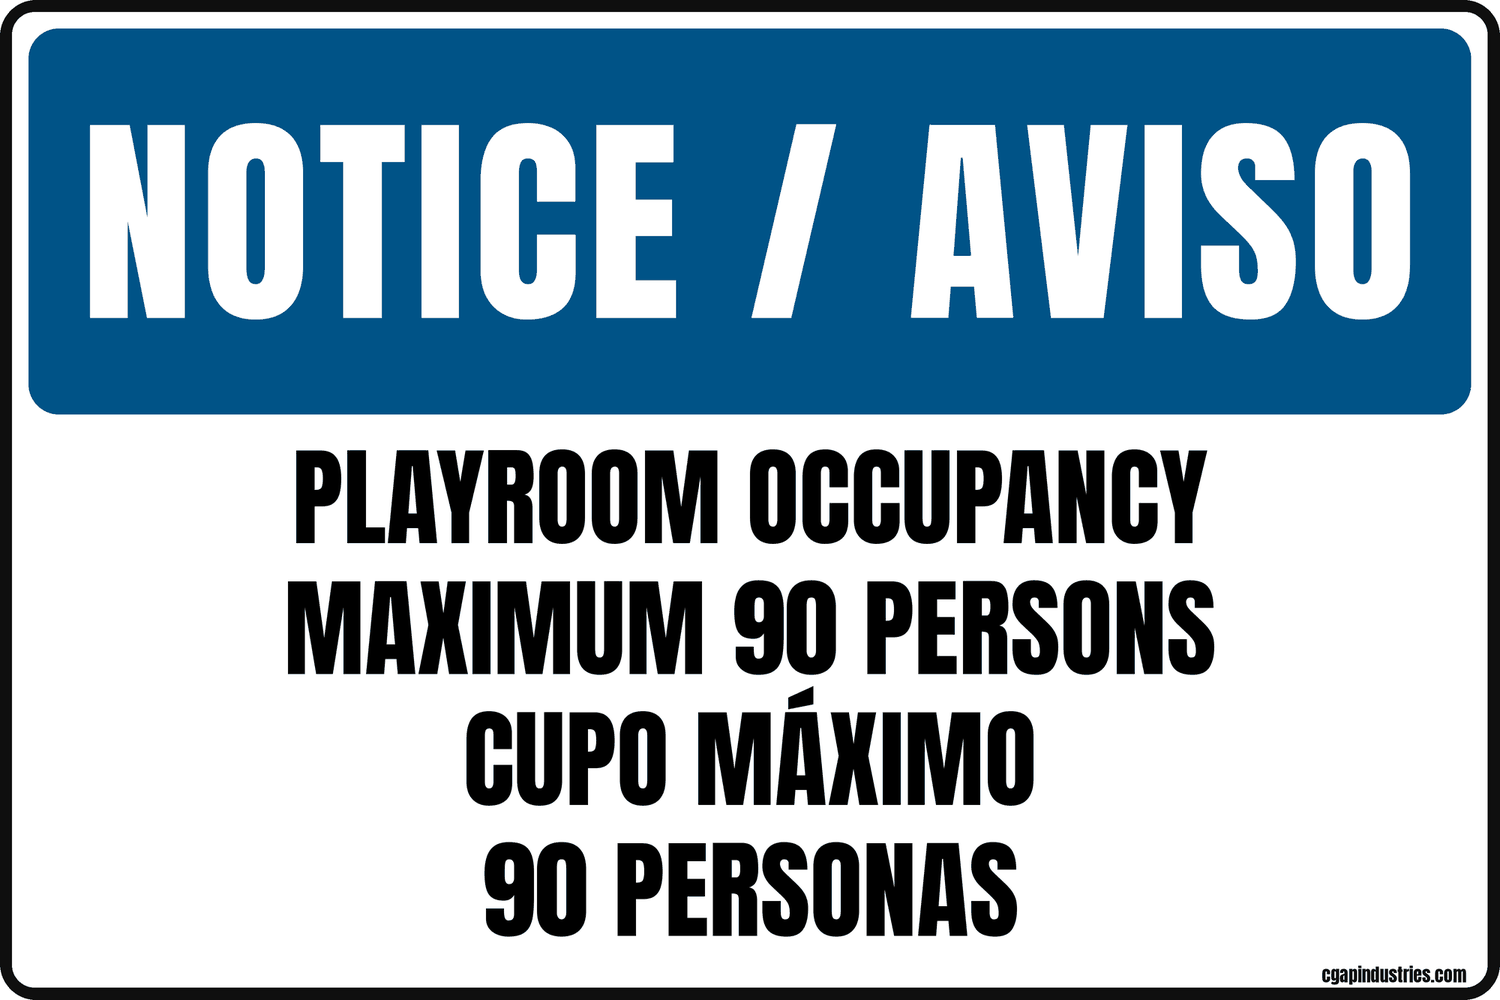 NOTICE / AVISO
PLAYROOM OCCUPANCY
MAXIMUM 90 PERSONS
CUPO MÁXIMO
90 PERSONAS
cgapindustries.com